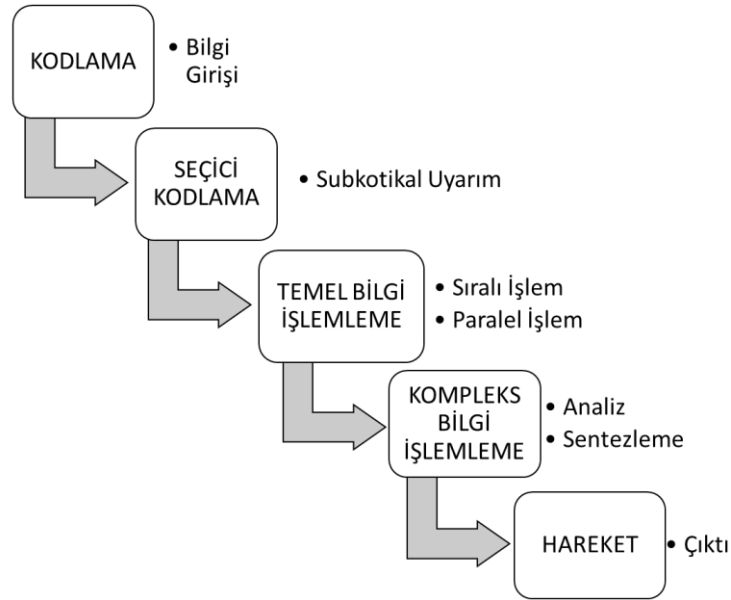 KODLAMA
• Bilgi
Girişi
SEÇİCİ
KODLAMA
• Subkotikal Uyarım
TEMEL BİLGİ
İŞLEMLEME
• Sıralı İşlem
• Paralel İşlem
KOMPLEKS
BİLGİ
İŞLEMLEME
• Analiz
• Sentezleme
HAREKET
• Çıktı